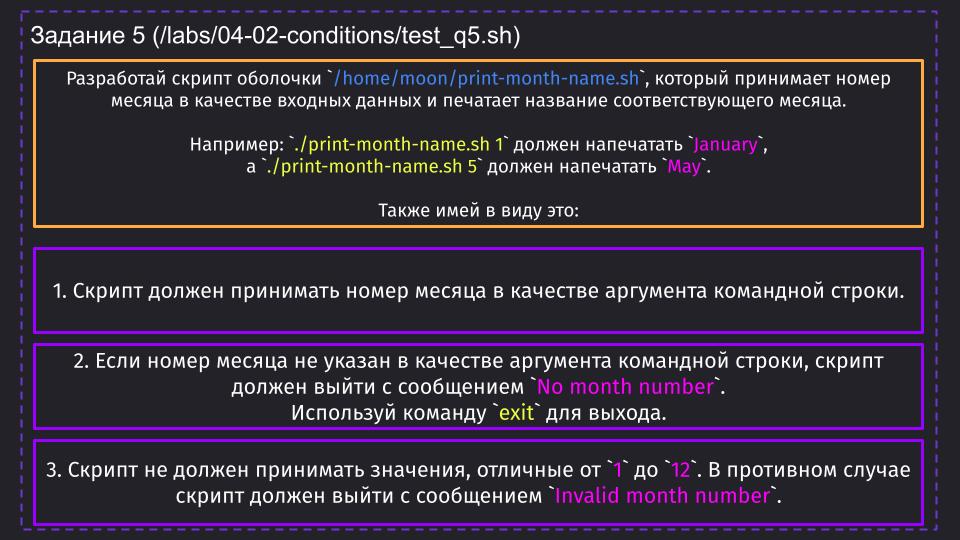 Задание 5 (/labs/04-02-conditions/test_q5.sh)
Разработай скрипт оболочки `/home/moon/print-month-name.sh`, который принимает номер
месяца в качестве входных данных и печатает название соответствующего месяца.
Например: `./print-month-name.sh 1` должен напечатать `January`,
а `./print-month-name.sh 5` должен напечатать `May`.
Также имей в виду это:
1. Скрипт должен принимать номер месяца в качестве аргумента командной строки.
2. Если номер месяца не указан в качестве аргумента командной строки, скрипт
должен выйти с сообщением `No month number`.
Используй команду `exit` для выхода.
3. Скрипт не должен принимать значения, отличные от `1` до `12`. В противном случае
скрипт должен выйти с сообщением `Invalid month number`.